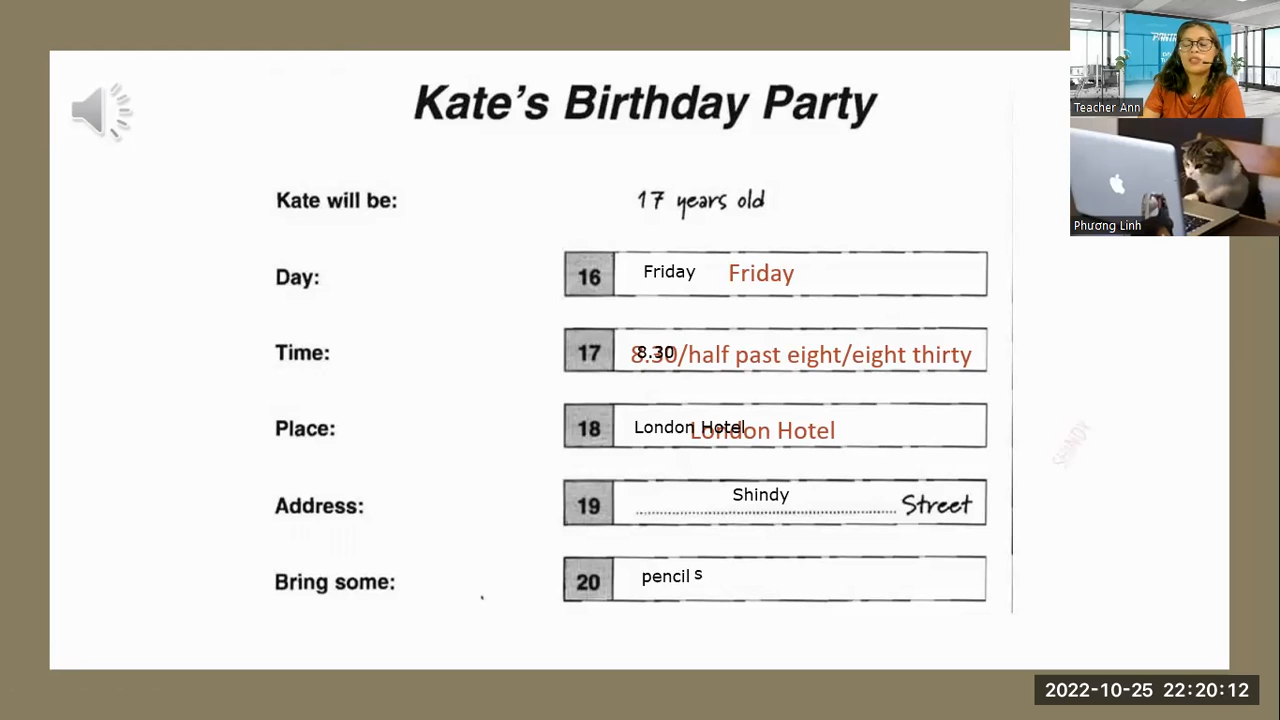 Kate's Birthday Party
Kate will be: 17 years old
Day: 16 Friday Friday
Time: 17 8.30 8.30/half past eight/eight thirty
Place: 18 London Hotel London Hotel
Address: 19 Shindy Street
Bring some: 20 pencil s
SHINDY
Teacher Ann
Phương Linh
2022-10-25 22:20:12